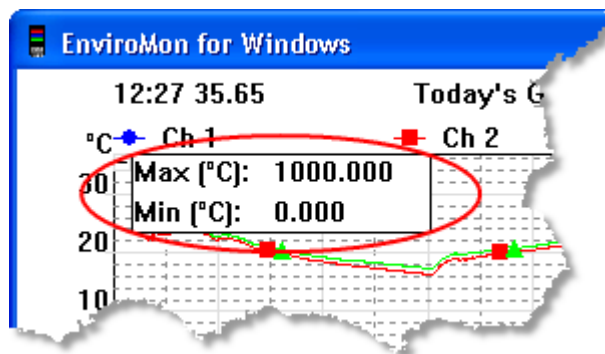 EnviroMon for Windows
12:27 35.65 Today's G
°C Ch 1 Ch 2
Max (°C): 1000.000
30
Min (°C): 0.000
20
10